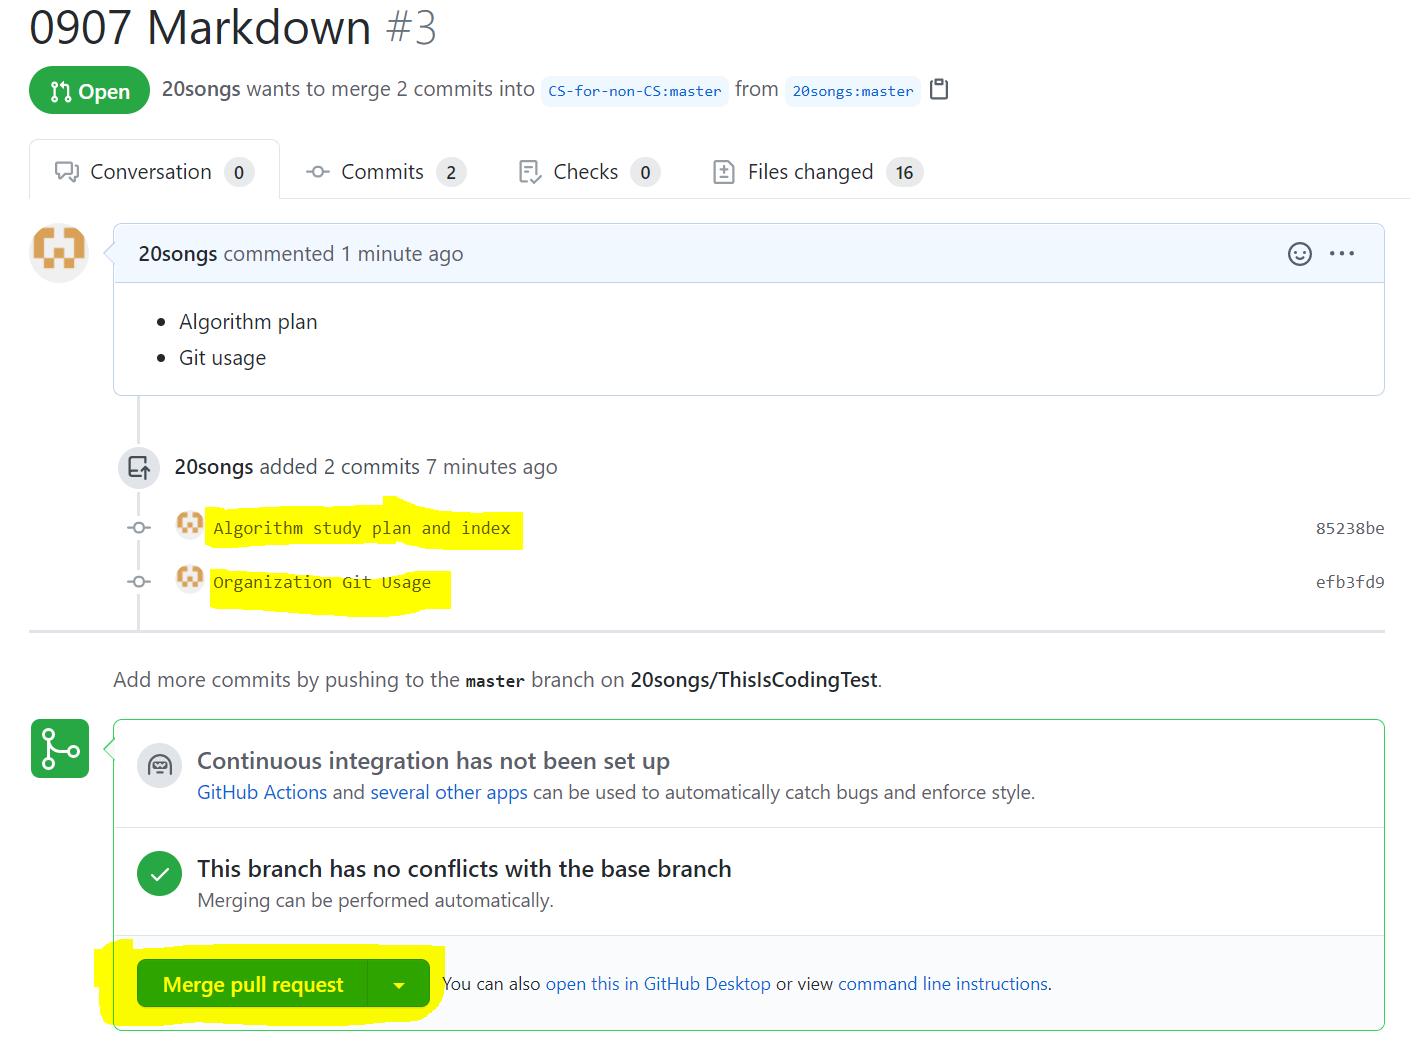 0907 Markdown #3
Open 20songs wants to merge 2 commits into CS-for-non-CS:master from 20songs:master
Conversation 0 Commits 2 Checks 0 Files changed 16
20songs commented 1 minute ago
• Algorithm plan
• Git usage
20songs added 2 commits 7 minutes ago
Algorithm study plan and index 85238be
Organization Git Usage efb3fd9
Add more commits by pushing to the master branch on 20songs/ThisIsCodingTest.
Continuous integration has not been set up
GitHub Actions and several other apps can be used to automatically catch bugs and enforce style.
This branch has no conflicts with the base branch
Merging can be performed automatically.
Merge pull request You can also open this in GitHub Desktop or view command line instructions.